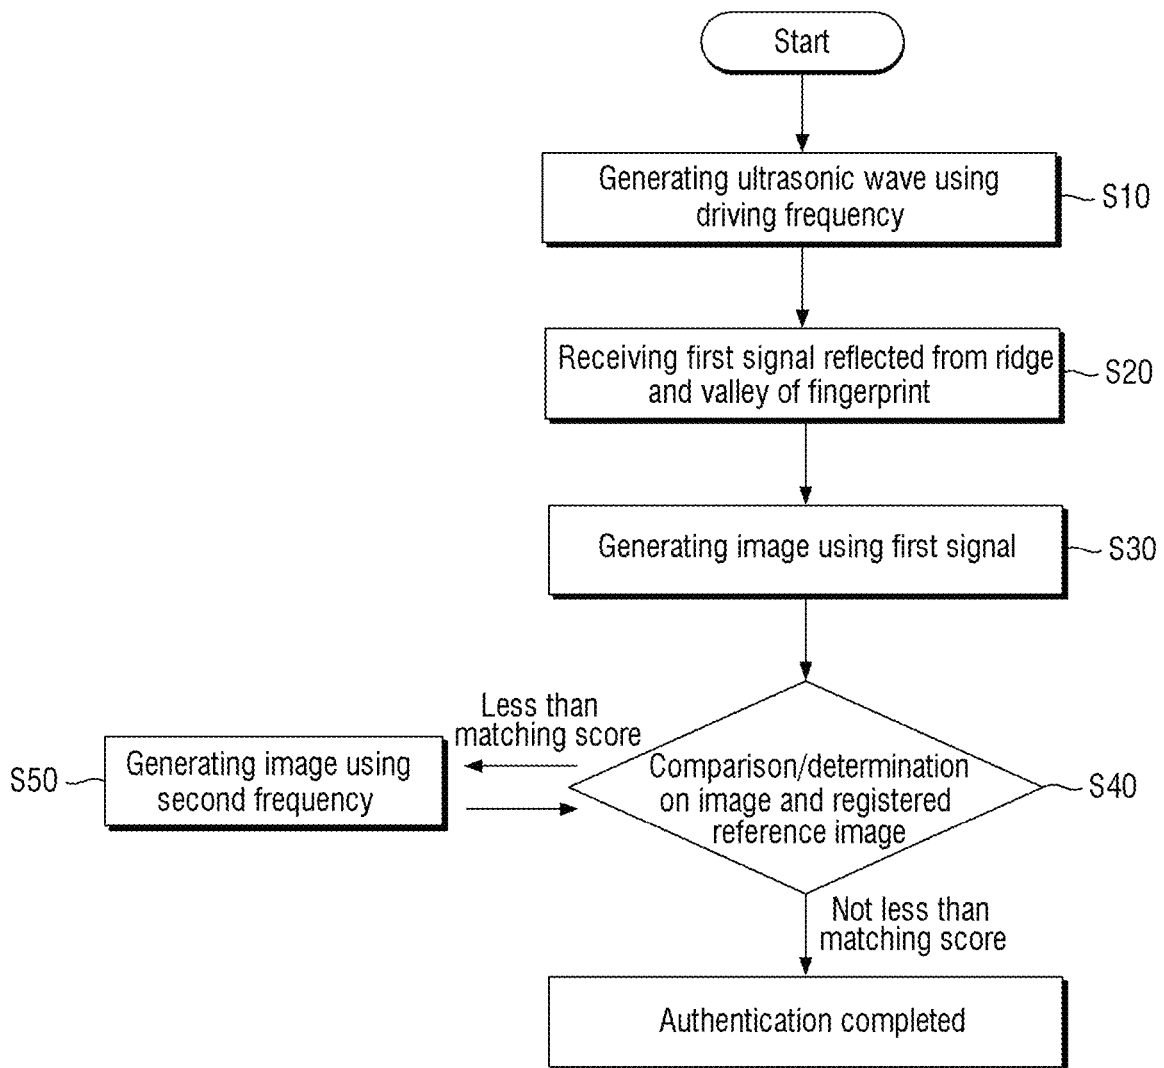 Start
Generating ultrasonic wave using
driving frequency
S10
Receiving first signal reflected from ridge
and valley of fingerprint
S20
Generating image using first signal
S30
Less than
matching score
Generating image using
second frequency
S50
Comparison/determination
on image and registered
reference image
S40
Not less than
matching score
Authentication completed